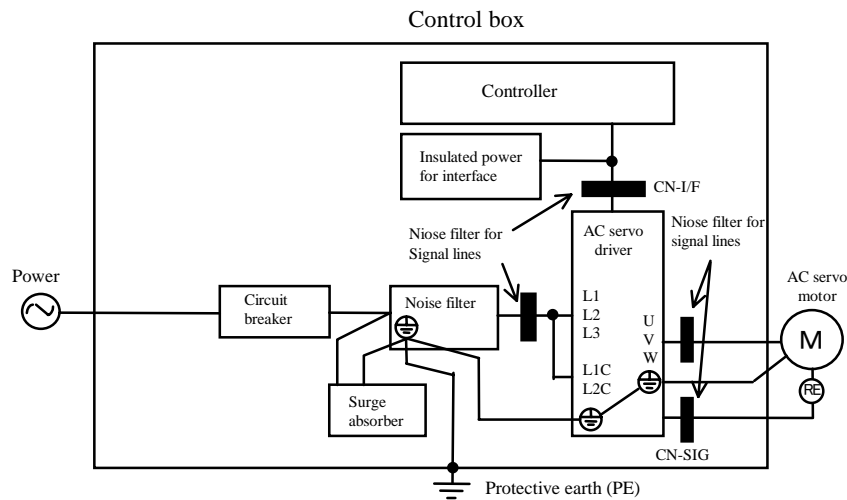 Control box
Controller
Insulated power
for interface
CN-I/F
Niose filter for
Signal lines
AC servo
driver
Niose filter for
signal lines
Power
Circuit
breaker
Noise filter
L1
L2
L3
L1C
L2C
U
V
W
AC servo
motor
M
RE
Surge
absorber
CN-SIG
Protective earth (PE)